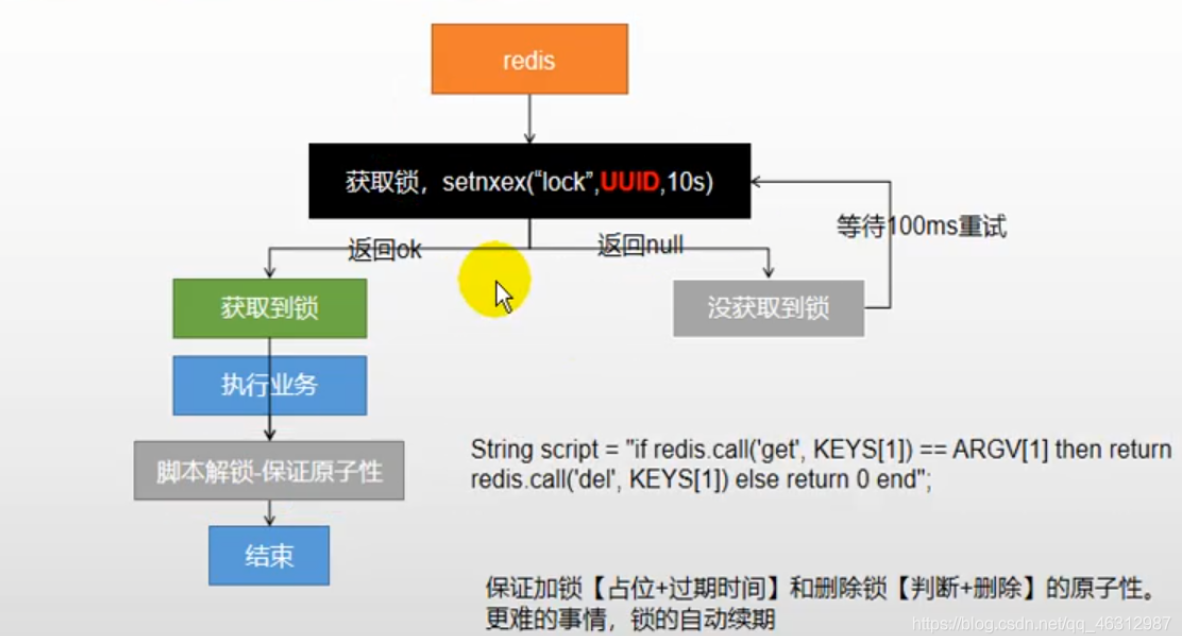 redis
获取锁，setnxex(“lock”,UUID,10s)
等待100ms重试
返回ok
返回null
获取到锁
没获取到锁
执行业务
脚本解锁-保证原子性
String script = "if redis.call('get', KEYS[1]) == ARGV[1] then return
redis.call('del', KEYS[1]) else return 0 end";
结束
保证加锁【占位+过期时间】和删除锁【判断+删除】的原子性。
更难的事情，锁的自动续期
https://blog.csdn.net/qq_46312987